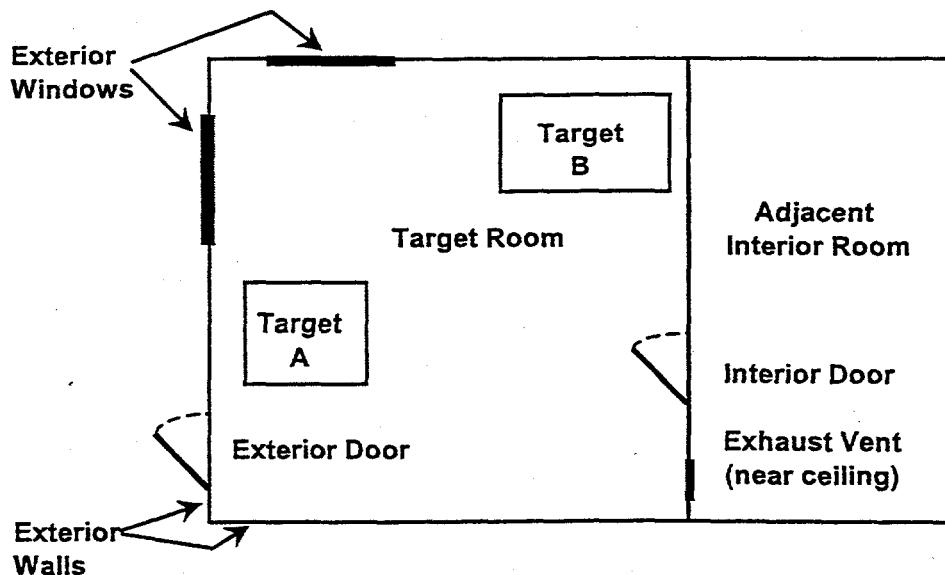 Exterior
Windows
Target
B
Adjacent
Interior Room
Target Room
Target
A
Interior Door
Exterior Door
Exhaust Vent
(near ceiling)
Exterior
Walls